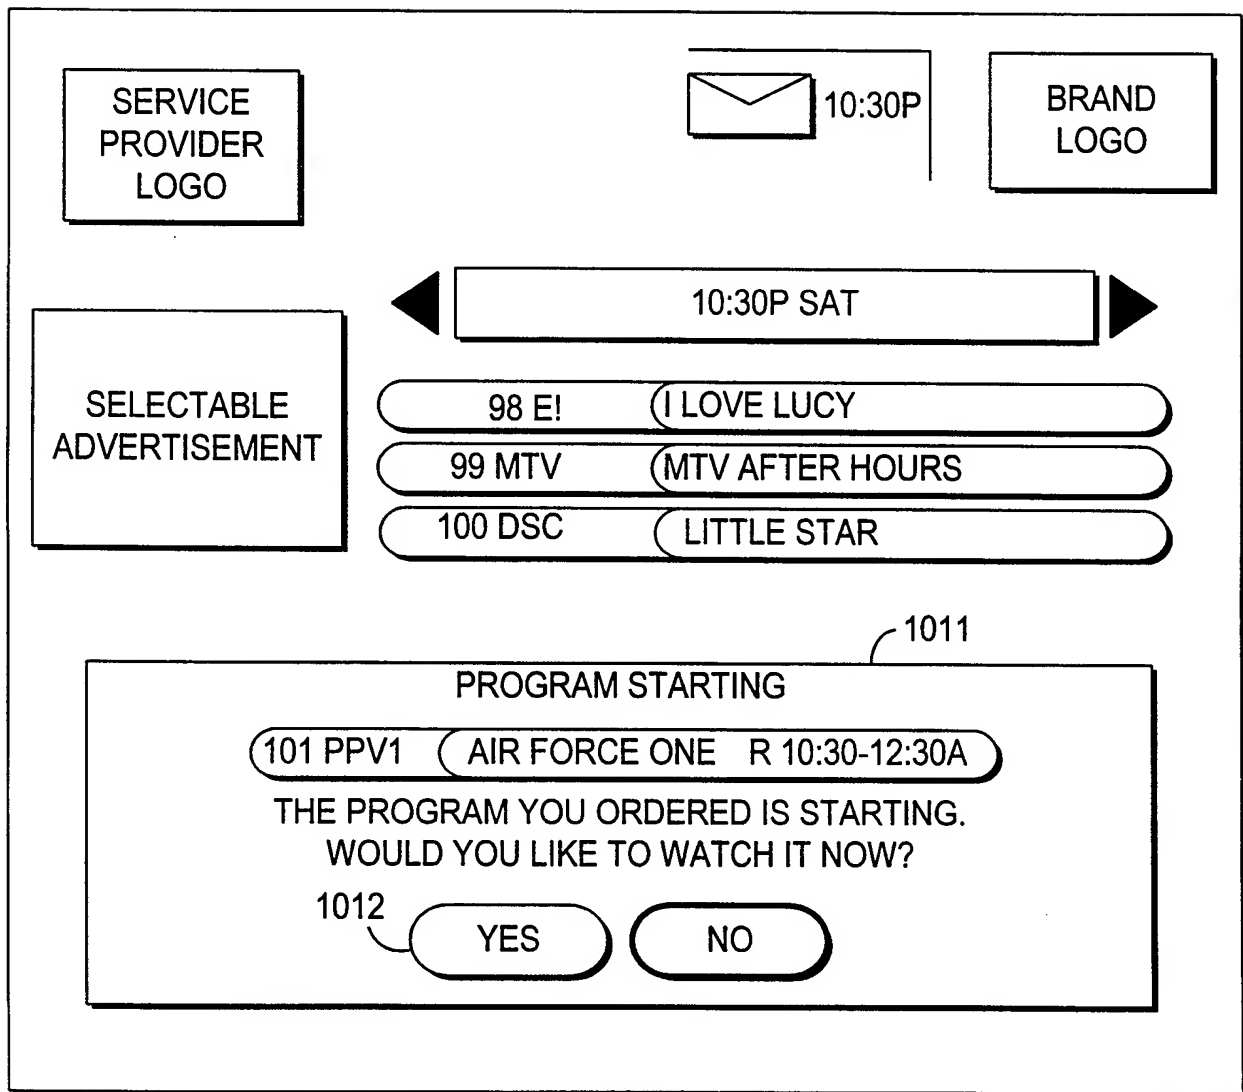 SERVICE
PROVIDER
LOGO
10:30P
BRAND
LOGO
10:30P SAT
SELECTABLE
ADVERTISEMENT
98 E! I LOVE LUCY
99 MTV MTV AFTER HOURS
100 DSC LITTLE STAR
1011
PROGRAM STARTING
101 PPV1 AIR FORCE ONE R 10:30-12:30A
THE PROGRAM YOU ORDERED IS STARTING.
WOULD YOU LIKE TO WATCH IT NOW?
1012
YES NO